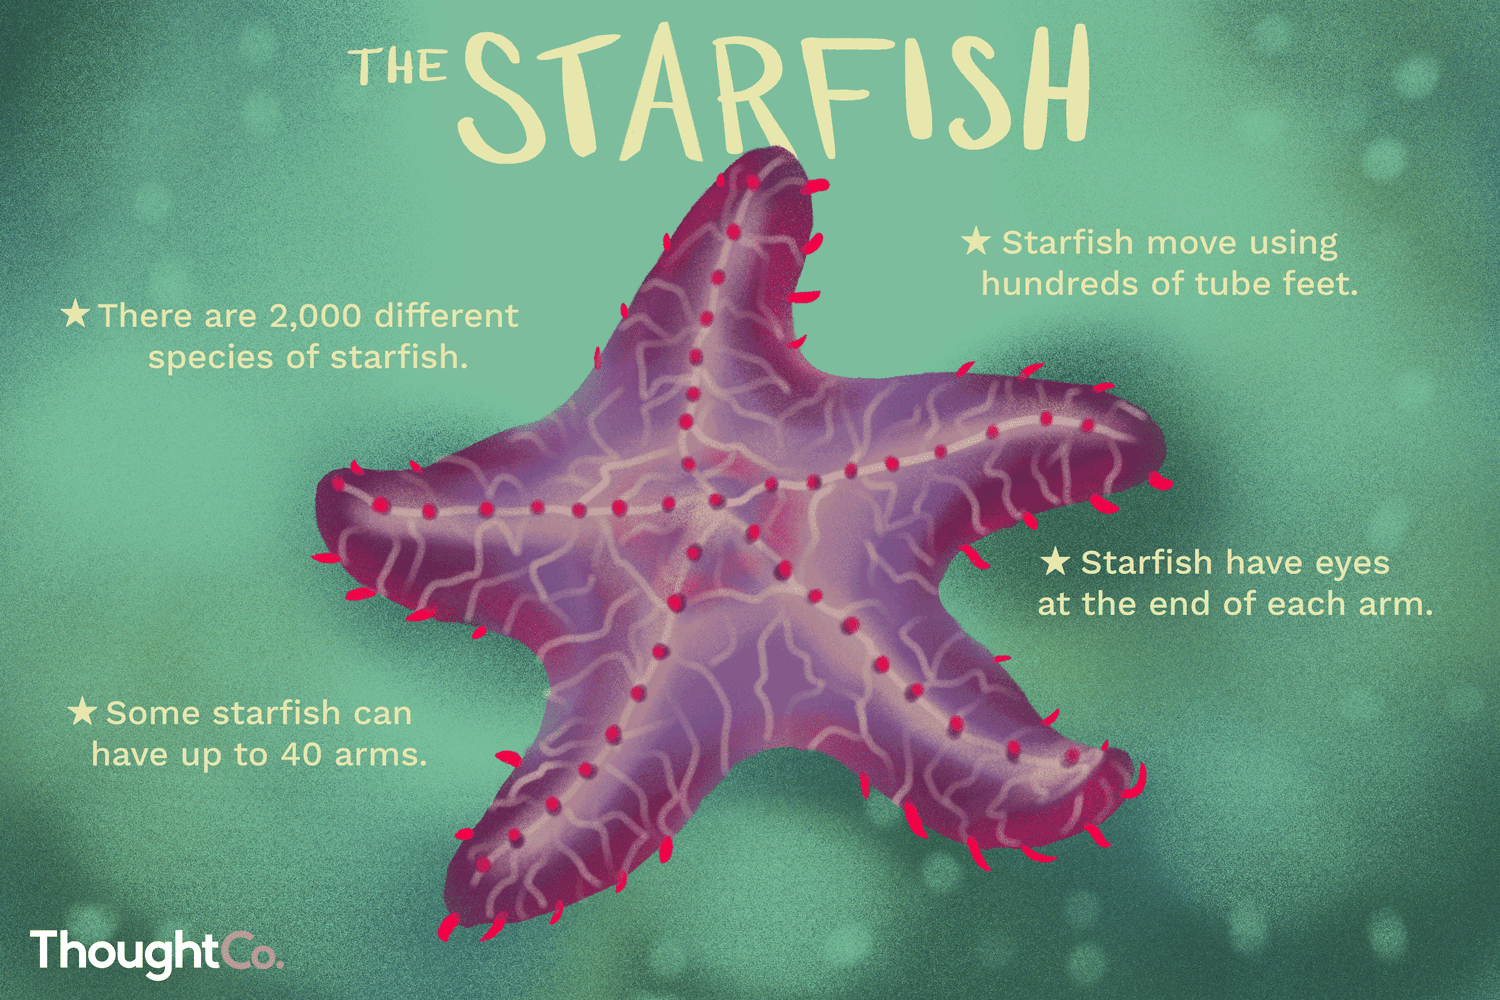 THE STARFISH
★ Starfish move using
hundreds of tube feet.
★ There are 2,000 different
species of starfish.
★ Starfish have eyes
at the end of each arm.
★ Some starfish can
have up to 40 arms.
ThoughtCo.